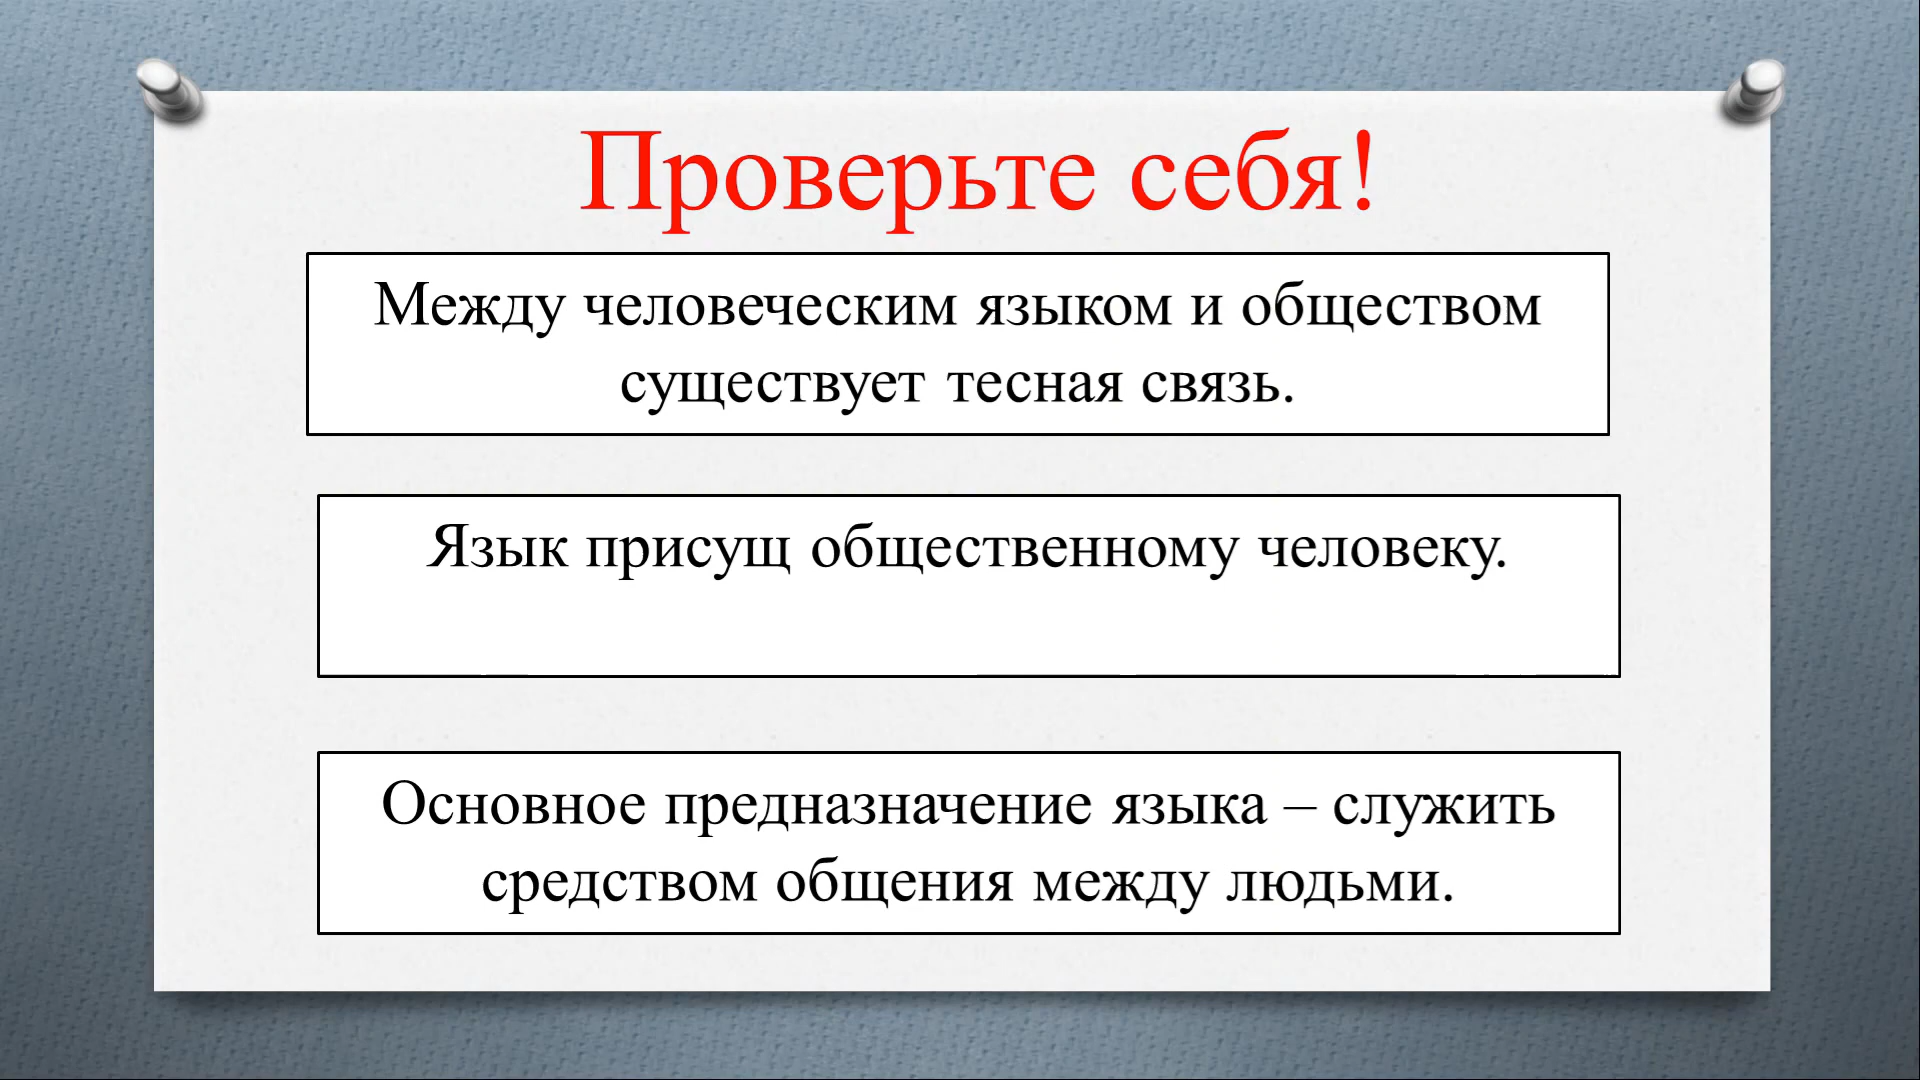 Проверьте себя!
Между человеческим языком и обществом
существует тесная связь.
Язык присущ общественному человеку.
Основное предназначение языка – служить
средством общения между людьми.